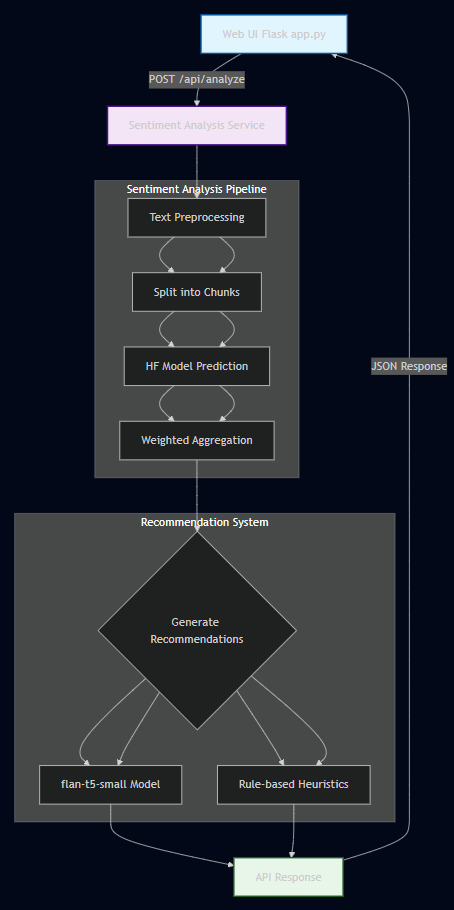 Web UI Flask app.py
POST /api/analyze
Sentiment Analysis Service
Sentiment Analysis Pipeline
Text Preprocessing
Split into Chunks
HF Model Prediction
JSON Response
Weighted Aggregation
Recommendation System
Generate
Recommendations
flan-t5-small Model
Rule-based Heuristics
API Response